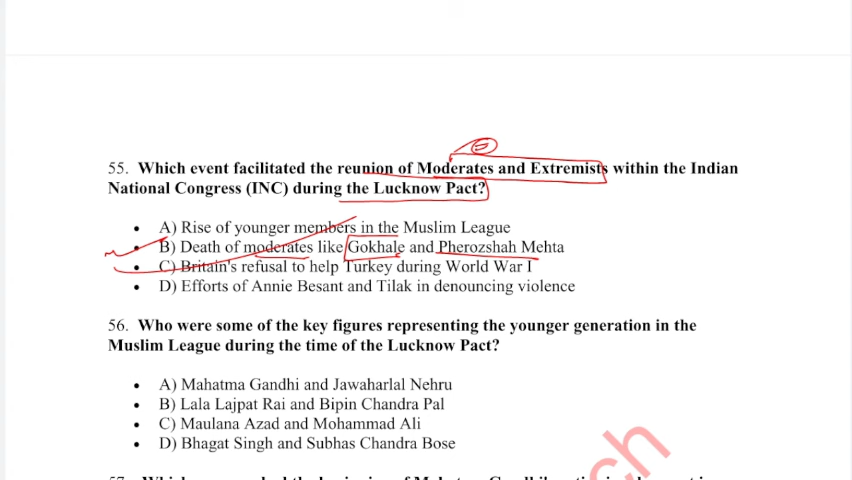 55. Which event facilitated the reunion of Moderates and Extremists within the Indian
National Congress (INC) during the Lucknow Pact?
• A) Rise of younger members in the Muslim League
• B) Death of moderates like Gokhale and Pherozshah Mehta
• C) Britain's refusal to help Turkey during World War I
• D) Efforts of Annie Besant and Tilak in denouncing violence
56. Who were some of the key figures representing the younger generation in the
Muslim League during the time of the Lucknow Pact?
• A) Mahatma Gandhi and Jawaharlal Nehru
• B) Lala Lajpat Rai and Bipin Chandra Pal
• C) Maulana Azad and Mohammad Ali
• D) Bhagat Singh and Subhas Chandra Bose